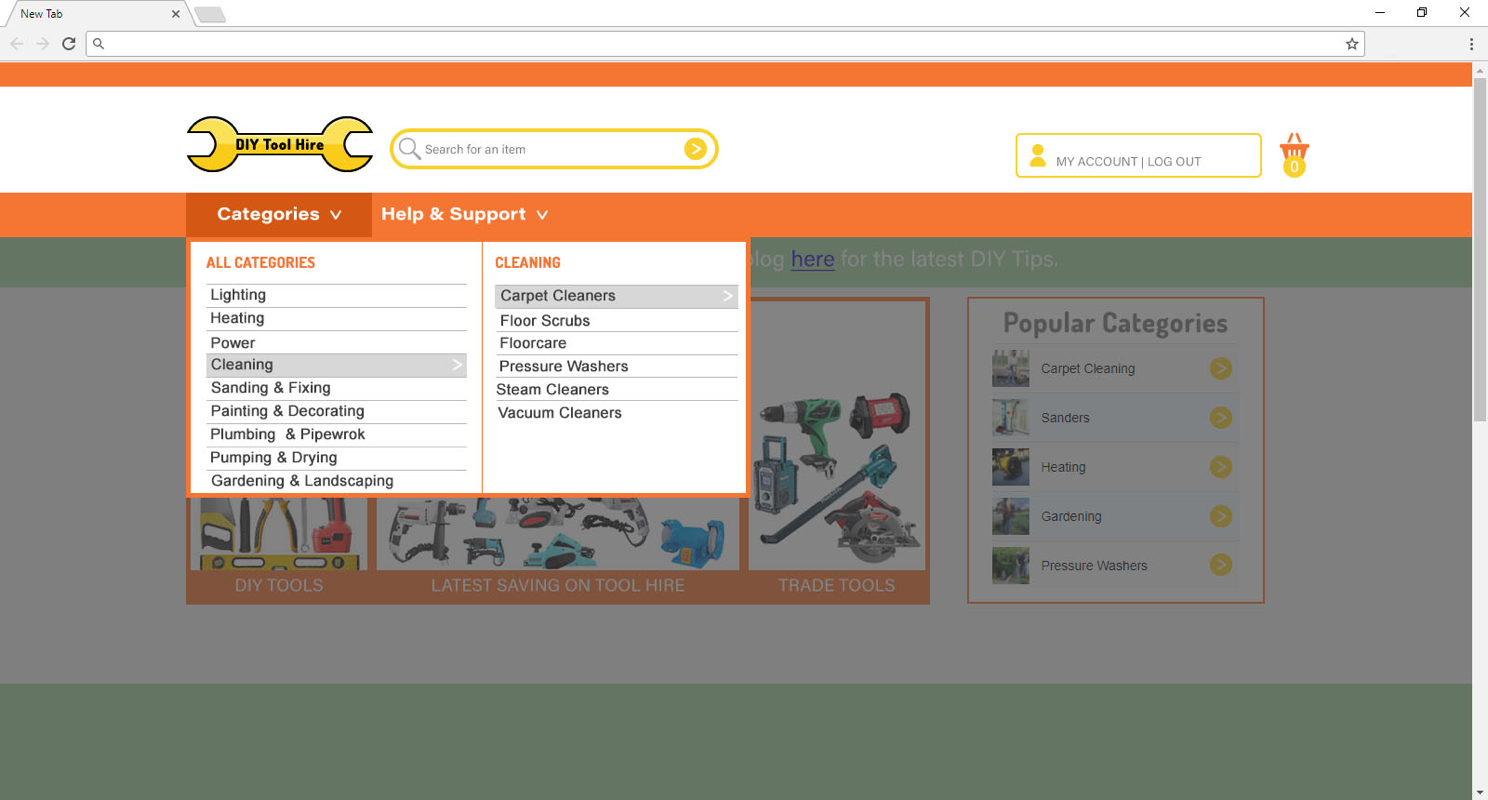 New Tab
DIY Tool Hire
Search for an item
MY ACCOUNT | LOG OUT
0
Categories
Help & Support
ALL CATEGORIES
Lighting
Heating
Power
Cleaning
Sanding & Fixing
Painting & Decorating
Plumbing & Pipewrok
Pumping & Drying
Gardening & Landscaping
CLEANING
Carpet Cleaners
Floor Scrubs
Floorcare
Pressure Washers
Steam Cleaners
Vacuum Cleaners
here for the latest DIY Tips.
DIY TOOLS
LATEST SAVING ON TOOL HIRE
TRADE TOOLS
Popular Categories
Carpet Cleaning
Sanders
Heating
Gardening
Pressure Washers